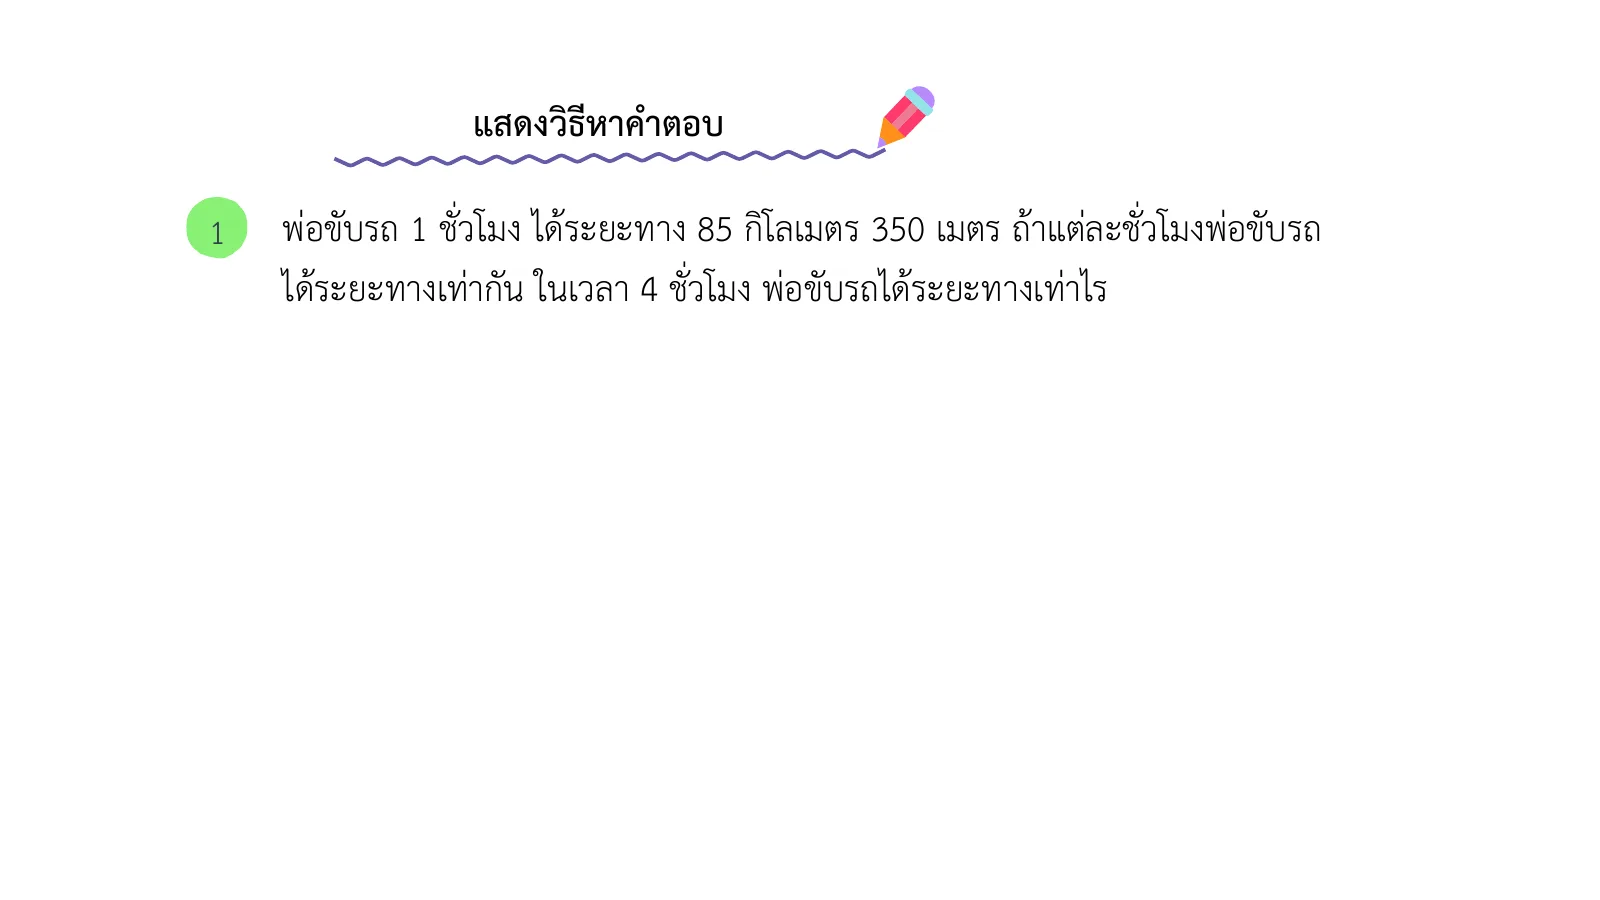 แสดงวิธีหาคำตอบ
1 พ่อขับรถ 1 ชั่วโมง ได้ระยะทาง 85 กิโลเมตร 350 เมตร ถ้าแต่ละชั่วโมงพ่อขับรถ
ได้ระยะทางเท่ากัน ในเวลา 4 ชั่วโมง พ่อขับรถได้ระยะทางเท่าไร